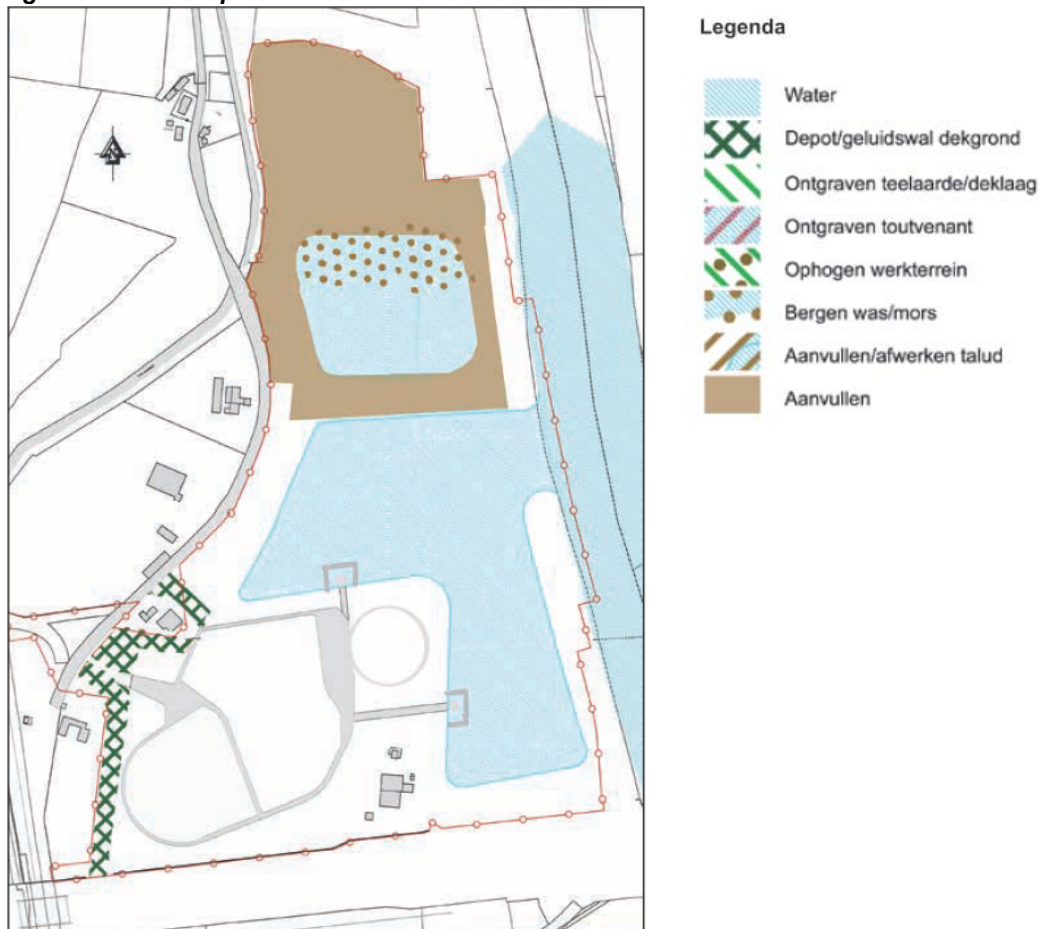 Legenda
Water
Depot/geluidswal dekgrond
Ontgraven teelaarde/deklaag
Ontgraven toutvenant
Ophogen werkterrein
Bergen was/mors
Aanvullen/afwerken talud
Aanvullen